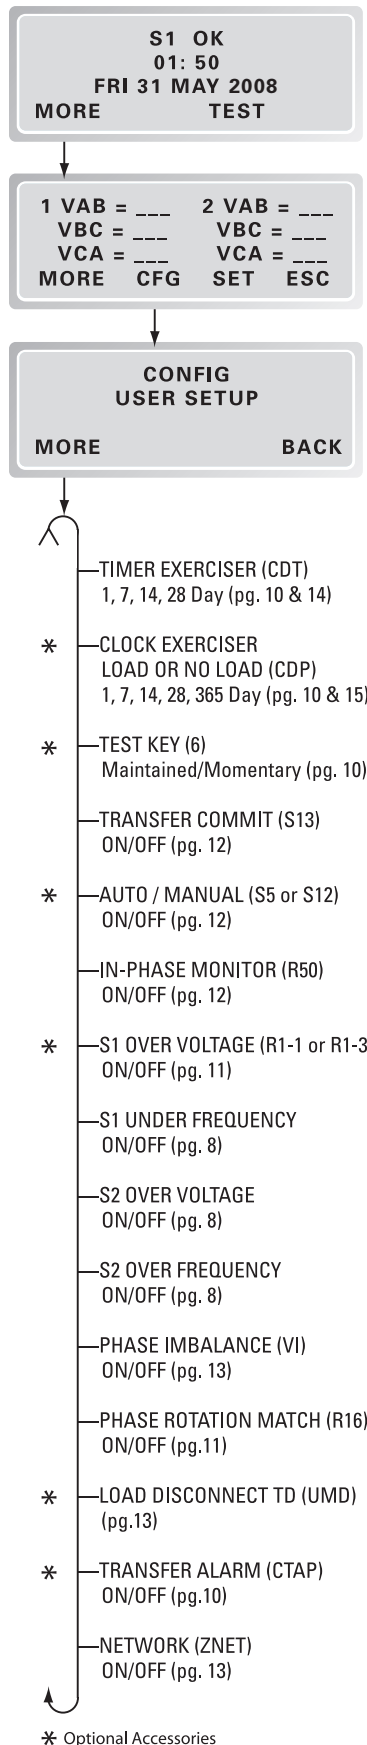 S1 OK
01: 50
FRI 31 MAY 2008
MORE TEST
1 VAB = ___ 2 VAB = ___
VBC = ___ VBC = ___
VCA = ___ VCA = ___
MORE CFG SET ESC
CONFIG
USER SETUP
MORE BACK
TIMER EXERCISER (CDT)
1, 7, 14, 28 Day (pg. 10 & 14)
* CLOCK EXERCISER
LOAD OR NO LOAD (CDP)
1, 7, 14, 28, 365 Day (pg. 10 & 15)
* TEST KEY (6)
Maintained/Momentary (pg. 10)
TRANSFER COMMIT (S13)
ON/OFF (pg. 12)
* AUTO / MANUAL (S5 or S12)
ON/OFF (pg. 12)
IN-PHASE MONITOR (R50)
ON/OFF (pg. 12)
* S1 OVER VOLTAGE (R1-1 or R1-3
ON/OFF (pg. 11)
S1 UNDER FREQUENCY
ON/OFF (pg. 8)
S2 OVER VOLTAGE
ON/OFF (pg. 8)
S2 OVER FREQUENCY
ON/OFF (pg. 8)
PHASE IMBALANCE (VI)
ON/OFF (pg. 13)
PHASE ROTATION MATCH (R16)
ON/OFF (pg.11)
* LOAD DISCONNECT TD (UMD)
(pg.13)
* TRANSFER ALARM (CTAP)
ON/OFF (pg.10)
NETWORK (ZNET)
ON/OFF (pg. 13)
* Optional Accessories